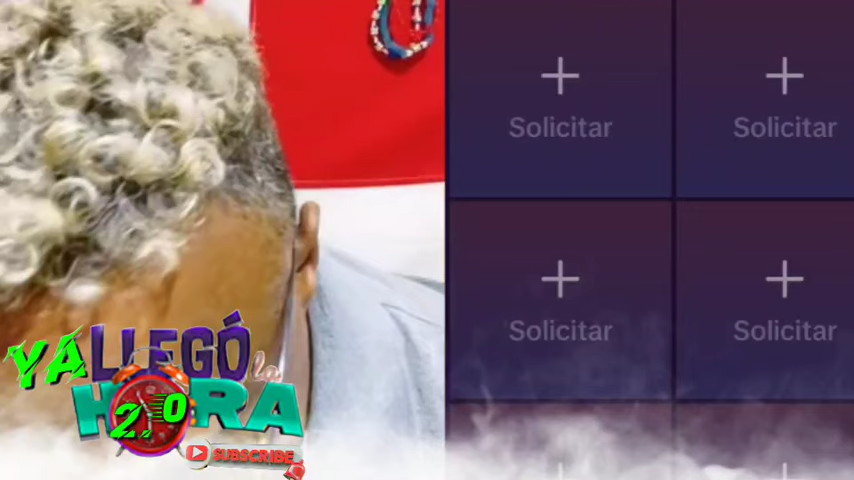 Solicitar
Solicitar
Solicitar
Solicitar
YA LLEGÓ la
HORA
2.0
SUBSCRIBE